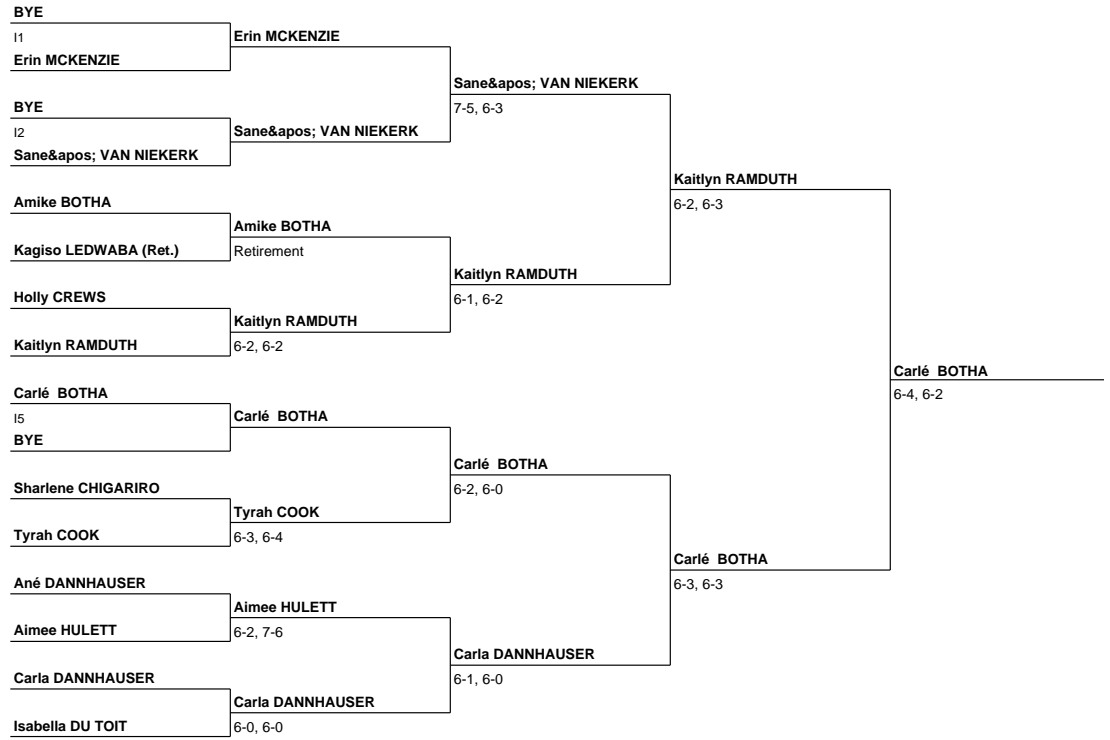 BYE
I1
Erin MCKENZIE
BYE
I2
Sane&apos; VAN NIEKERK
Amike BOTHA
Kagiso LEDWABA (Ret.)
Holly CREWS
Kaitlyn RAMDUTH
Carlé  BOTHA
I5
BYE
Sharlene CHIGARIRO
Tyrah COOK
Ané DANNHAUSER
Aimee HULETT
Carla DANNHAUSER
Isabella DU TOIT
Erin MCKENZIE
Sane&apos; VAN NIEKERK
Amike BOTHA
Retirement
Kaitlyn RAMDUTH
6-2, 6-2
Carlé  BOTHA
Tyrah COOK
6-3, 6-4
Aimee HULETT
6-2, 7-6
Carla DANNHAUSER
6-0, 6-0
Sane&apos; VAN NIEKERK
7-5, 6-3
Kaitlyn RAMDUTH
6-1, 6-2
Carlé  BOTHA
6-2, 6-0
Carla DANNHAUSER
6-1, 6-0
Kaitlyn RAMDUTH
6-2, 6-3
Carlé  BOTHA
6-3, 6-3
Carlé  BOTHA
6-4, 6-2